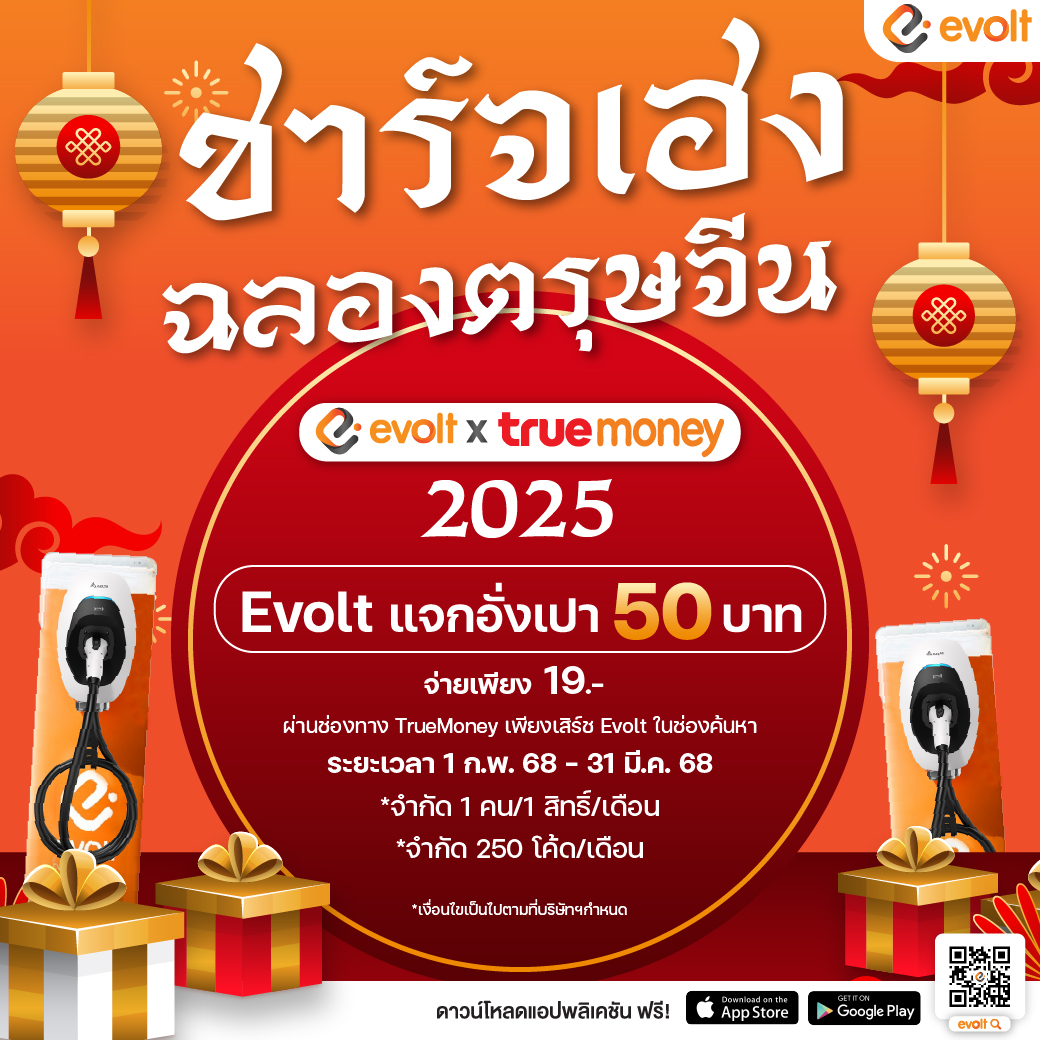 evolt
ชาร์จเฮง
ฉลองตรุษจีน
evolt x truemoney
2025
Evolt แจกอั่งเปา 50 บาท
จ่ายเพียง 19.-
ผ่านช่องทาง TrueMoney เพียงเสิร์ช Evolt ในช่องค้นหา
ระยะเวลา 1 ก.พ. 68 - 31 มี.ค. 68
*จำกัด 1 คน/1 สิทธิ์/เดือน
*จำกัด 250 โค้ด/เดือน
*เงื่อนไขเป็นไปตามที่บริษัทฯกำหนด
ดาวน์โหลดแอปพลิเคชัน ฟรี!
Download on the
App Store
GET IT ON
Google Play
evolt